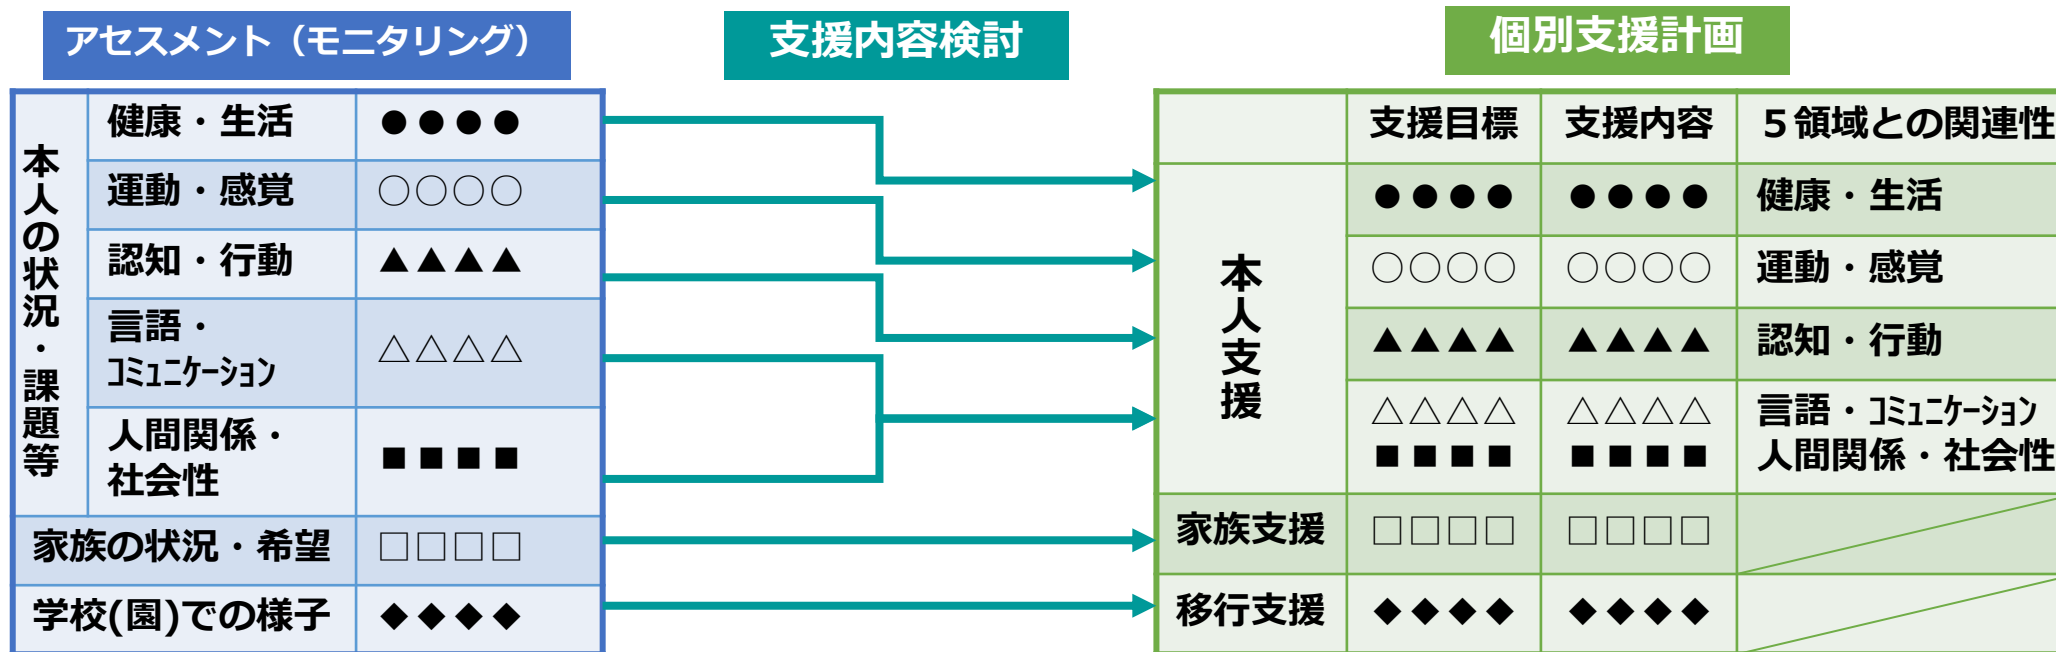 アセスメント（モニタリング）
支援内容検討
個別支援計画
本人の状況・課題等
健康・生活 ●●●●
運動・感覚 ○○○○
認知・行動 ▲▲▲▲
言語・
ｺﾐｭﾆｹｰｼｮﾝ △△△△
人間関係・
社会性 ■■■■
家族の状況・希望 □□□□
学校(園)での様子 ◆◆◆◆
支援目標 支援内容 ５領域との関連性
本人支援
●●●● ●●●● 健康・生活
○○○○ ○○○○ 運動・感覚
▲▲▲▲ ▲▲▲▲ 認知・行動
△△△△ △△△△ 言語・ｺﾐｭﾆｹｰｼｮﾝ
■■■■ ■■■■ 人間関係・社会性
家族支援 □□□□ □□□□
移行支援 ◆◆◆◆ ◆◆◆◆